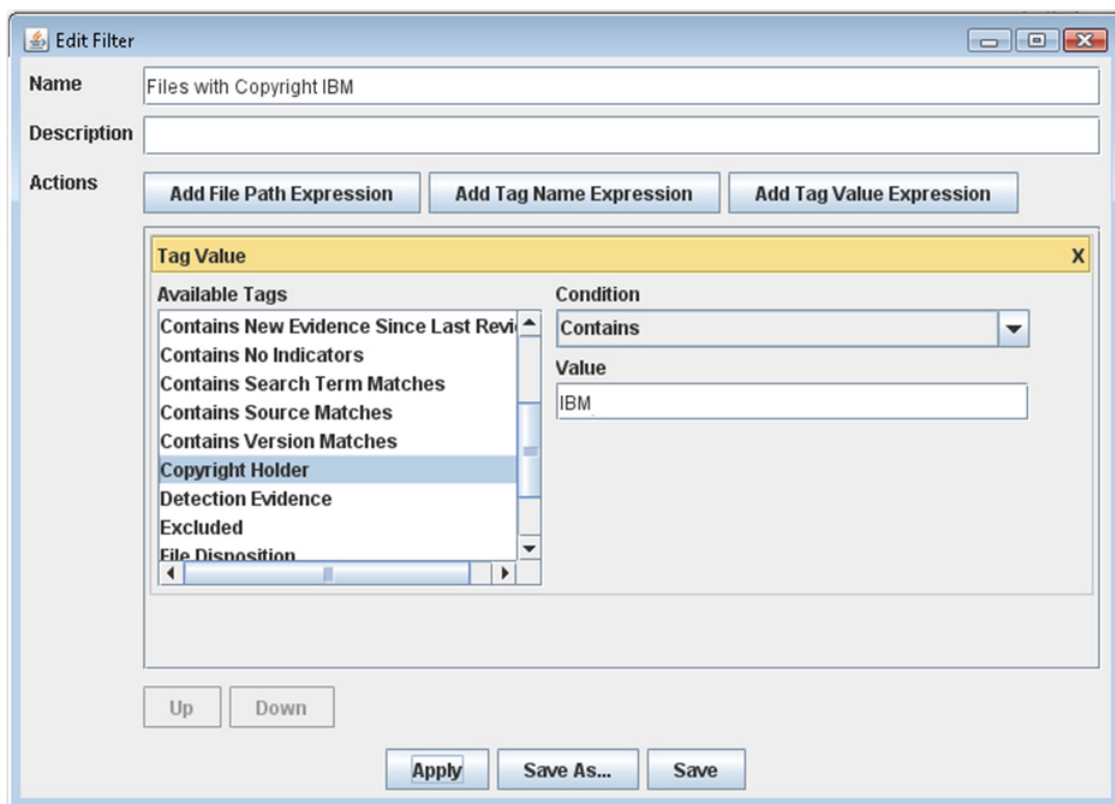 Edit Filter
Name
Files with Copyright IBM
Description
Actions
Add File Path Expression
Add Tag Name Expression
Add Tag Value Expression
Tag Value
X
Available Tags
Contains New Evidence Since Last Revi
Contains No Indicators
Contains Search Term Matches
Contains Source Matches
Contains Version Matches
Copyright Holder
Detection Evidence
Excluded
File Disposition
Condition
Contains
Value
IBM
Up
Down
Apply
Save As...
Save